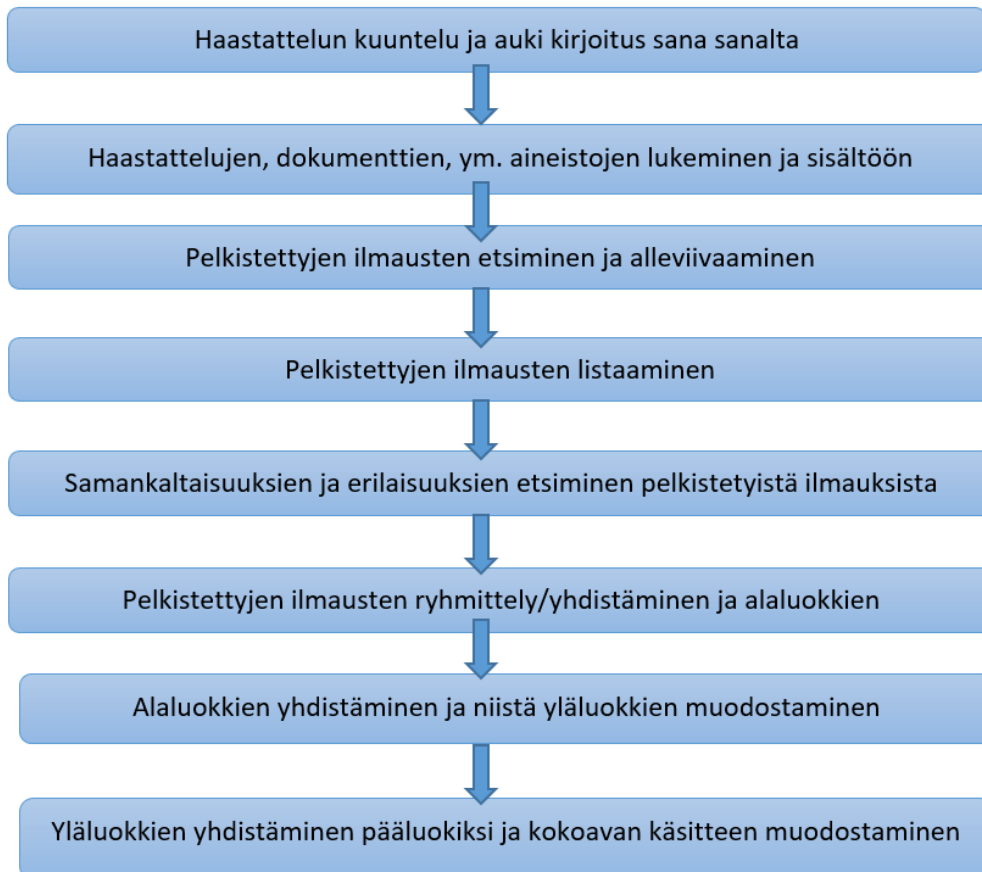 Haastattelun kuuntelu ja auki kirjoitus sana sanalta
Haastattelujen, dokumenttien, ym. aineistojen lukeminen ja sisältöön
Pelkistettyjen ilmausten etsiminen ja alleviivaaminen
Pelkistettyjen ilmausten listaaminen
Samankaltaisuuksien ja erilaisuuksien etsiminen pelkistetyistä ilmauksista
Pelkistettyjen ilmausten ryhmittely/yhdistäminen ja alaluokkien
Alaluokkien yhdistäminen ja niistä yläluokkien muodostaminen
Yläluokkien yhdistäminen pääluokiksi ja kokoavan käsitteen muodostaminen